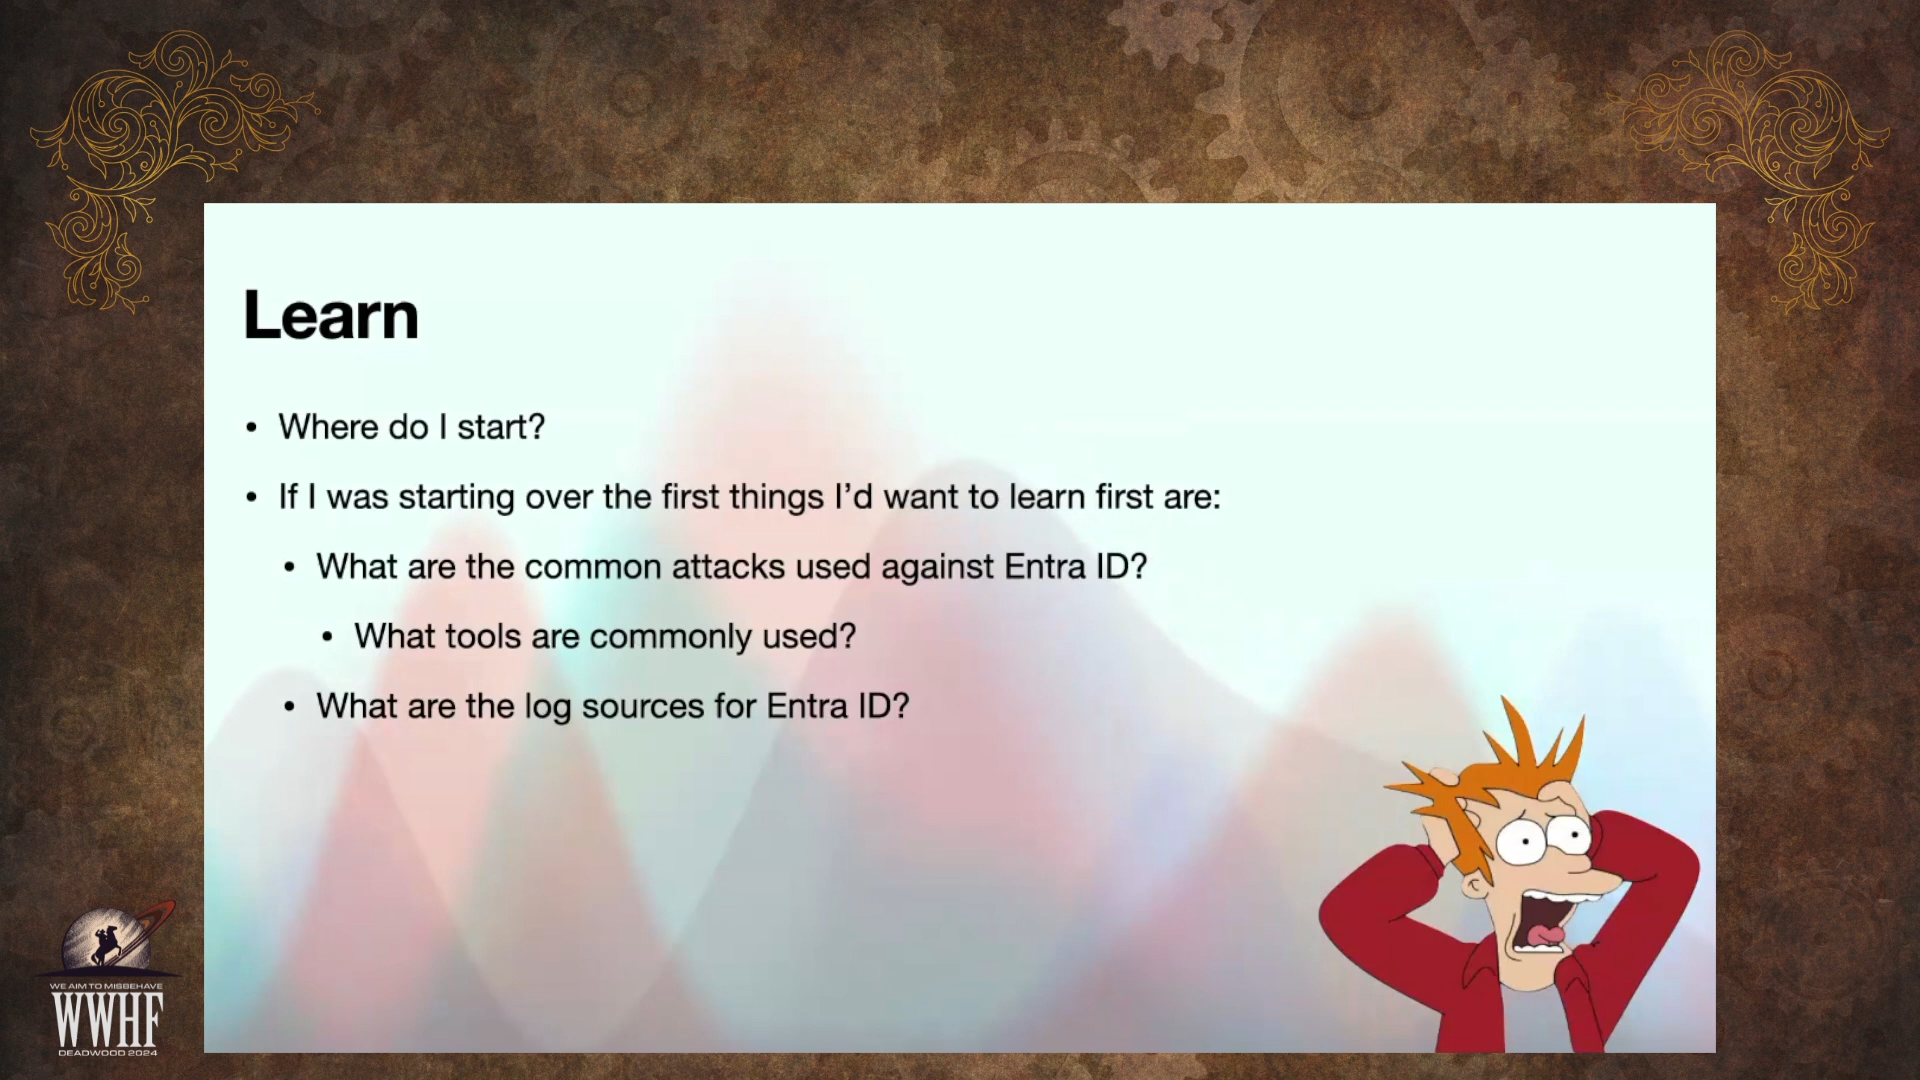 Learn
• Where do I start?
• If I was starting over the first things I’d want to learn first are:
• What are the common attacks used against Entra ID?
• What tools are commonly used?
• What are the log sources for Entra ID?
WE AIM TO MISBEHAVE
WWHF
DEADWOOD 2024